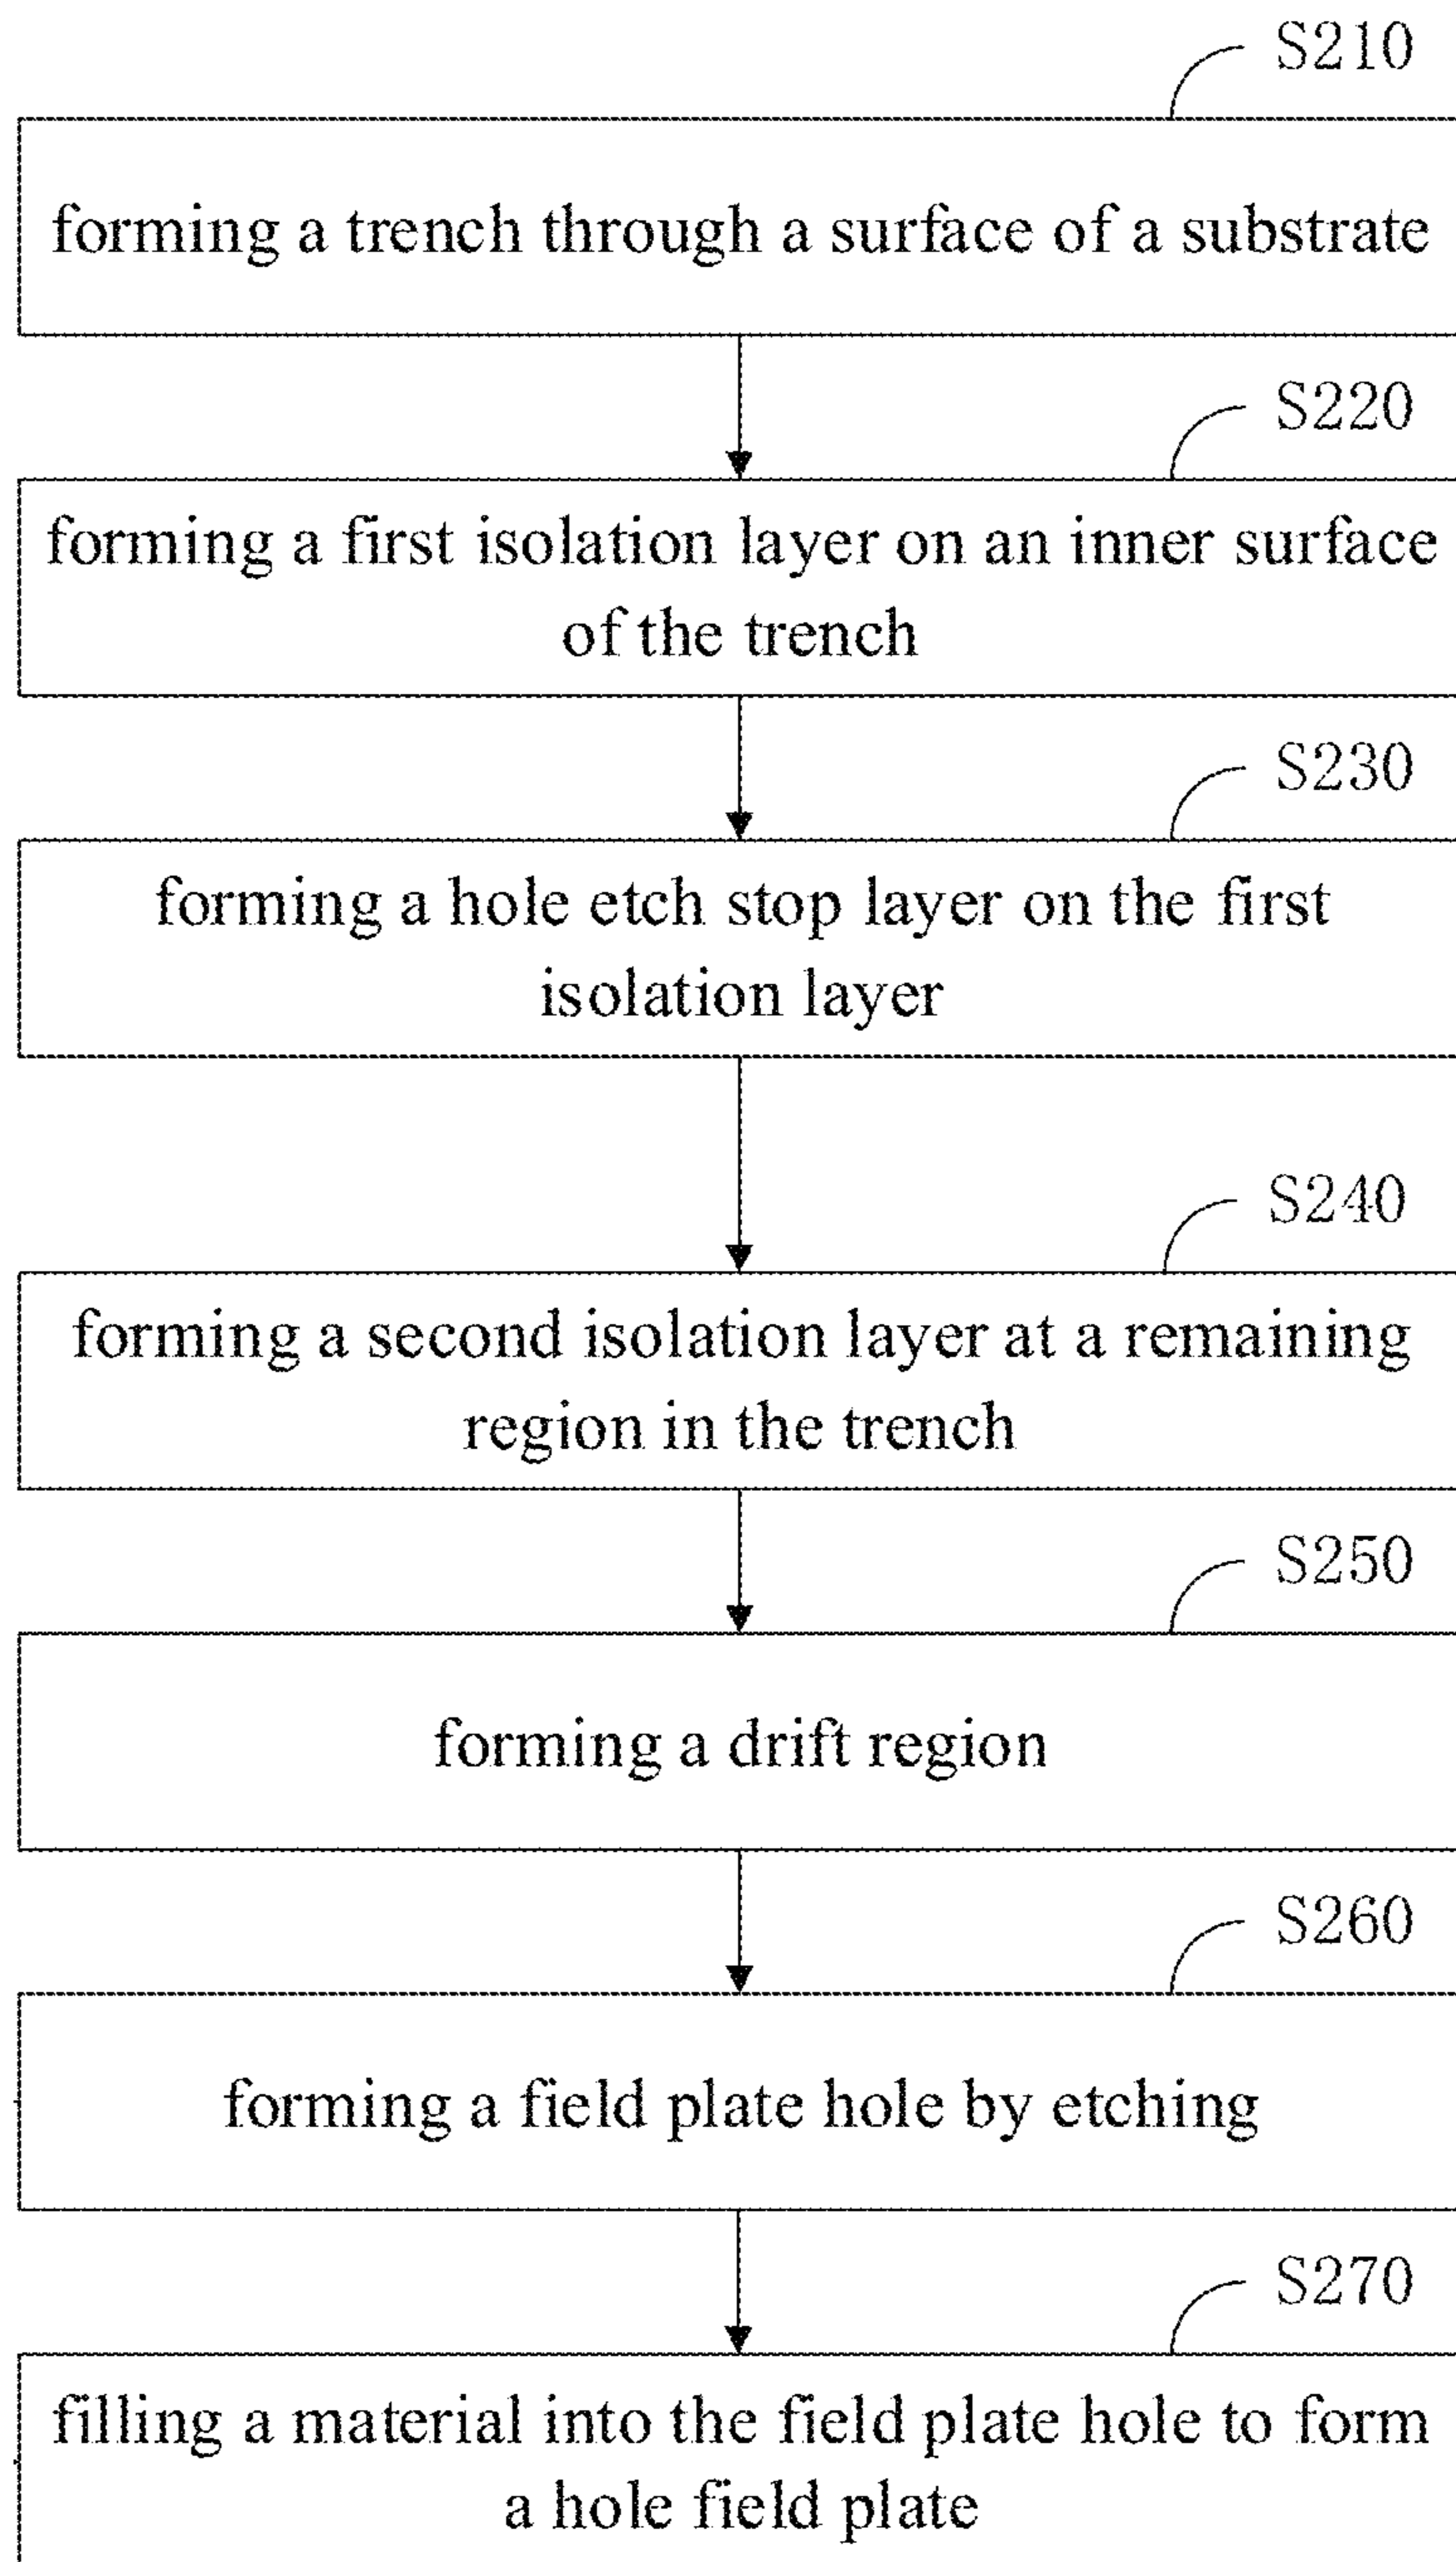 S210
forming a trench through a surface of a substrate
S220
forming a first isolation layer on an inner surface
of the trench
S230
forming a hole etch stop layer on the first
isolation layer
S240
forming a second isolation layer at a remaining
region in the trench
S250
forming a drift region
S260
forming a field plate hole by etching
S270
filling a material into the field plate hole to form
a hole field plate